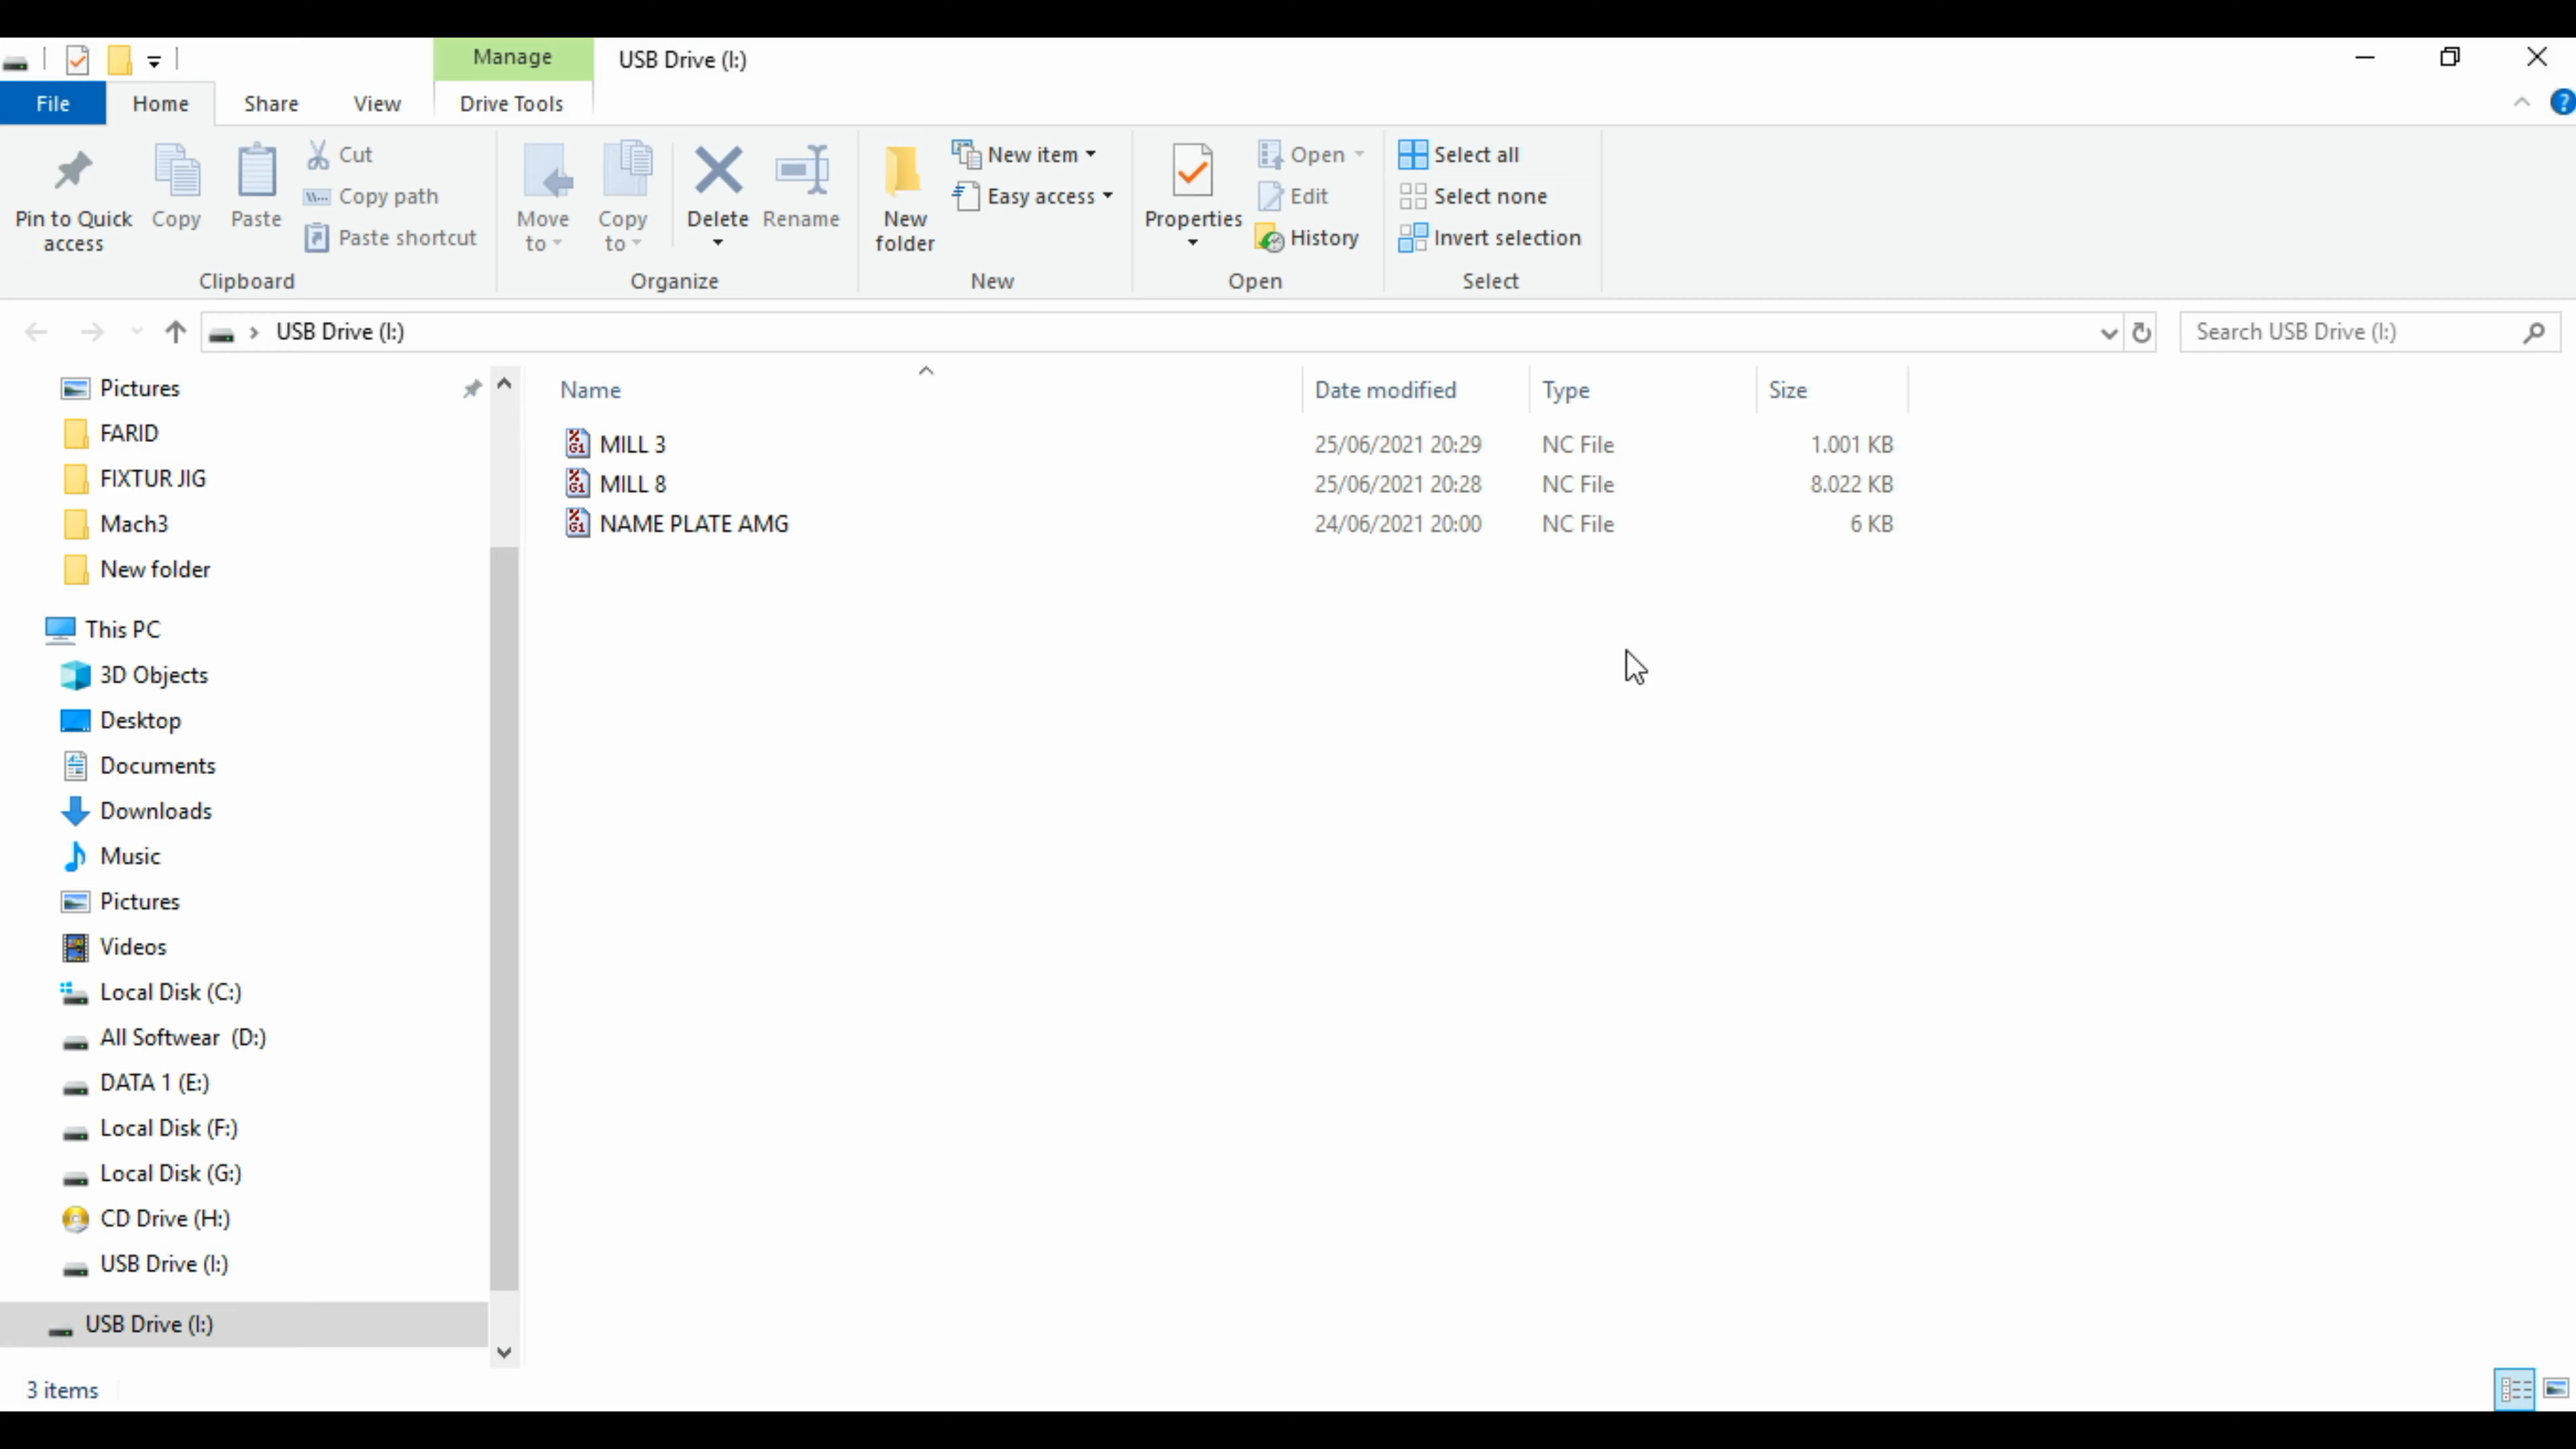 Manage
USB Drive (I:)
File
Home
Share
View
Drive Tools
Pin to Quick access
Copy
Paste
Cut
Copy path
Paste shortcut
Clipboard
Move to
Copy to
Delete
Rename
Organize
New folder
New item
Easy access
New
Properties
Open
Edit
History
Open
Select all
Select none
Invert selection
Select
USB Drive (I:)
Search USB Drive (I:)
Pictures
FARID
FIXTUR JIG
Mach3
New folder
This PC
3D Objects
Desktop
Documents
Downloads
Music
Pictures
Videos
Local Disk (C:)
All Softwear (D:)
DATA 1 (E:)
Local Disk (F:)
Local Disk (G:)
CD Drive (H:)
USB Drive (I:)
USB Drive (I:)
Name Date modified Type Size
MILL 3 25/06/2021 20:29 NC File 1.001 KB
MILL 8 25/06/2021 20:28 NC File 8.022 KB
NAME PLATE AMG 24/06/2021 20:00 NC File 6 KB
3 items